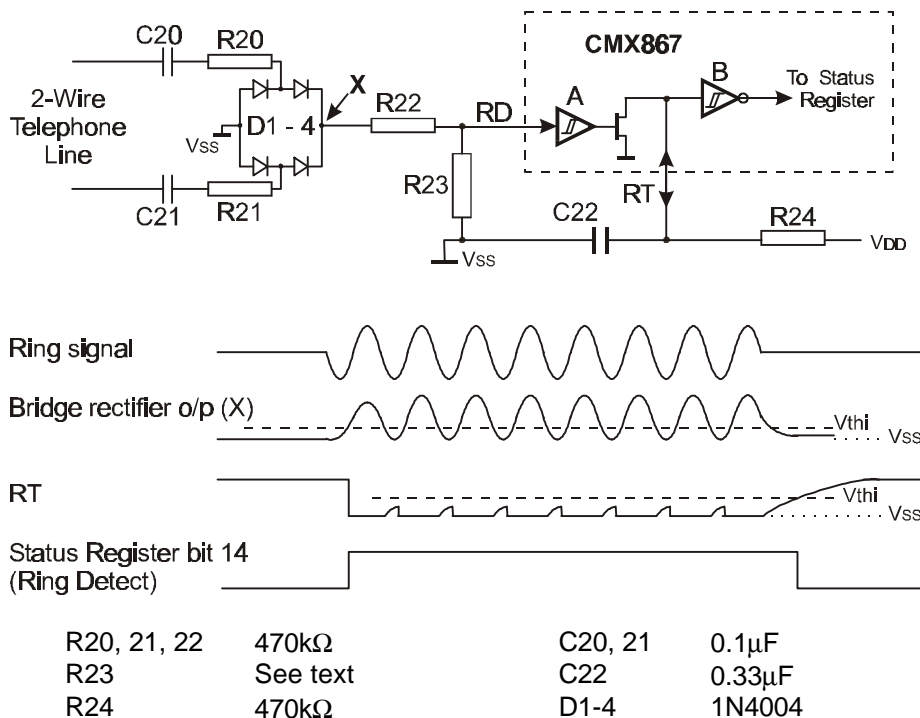 C20 R20
CMX867
2-Wire
Telephone
Line
X
R22
RD
A
B
To Status
Register
VSS
D1 - 4
C21
R21
R23
RT
C22
R24
VSS
VDD
Ring signal
Bridge rectifier o/p (X)
Vthi
VSS
RT
Vthi
VSS
Status Register bit 14
(Ring Detect)
R20, 21, 22 470kΩ C20, 21 0.1μF
R23 See text C22 0.33μF
R24 470kΩ D1-4 1N4004